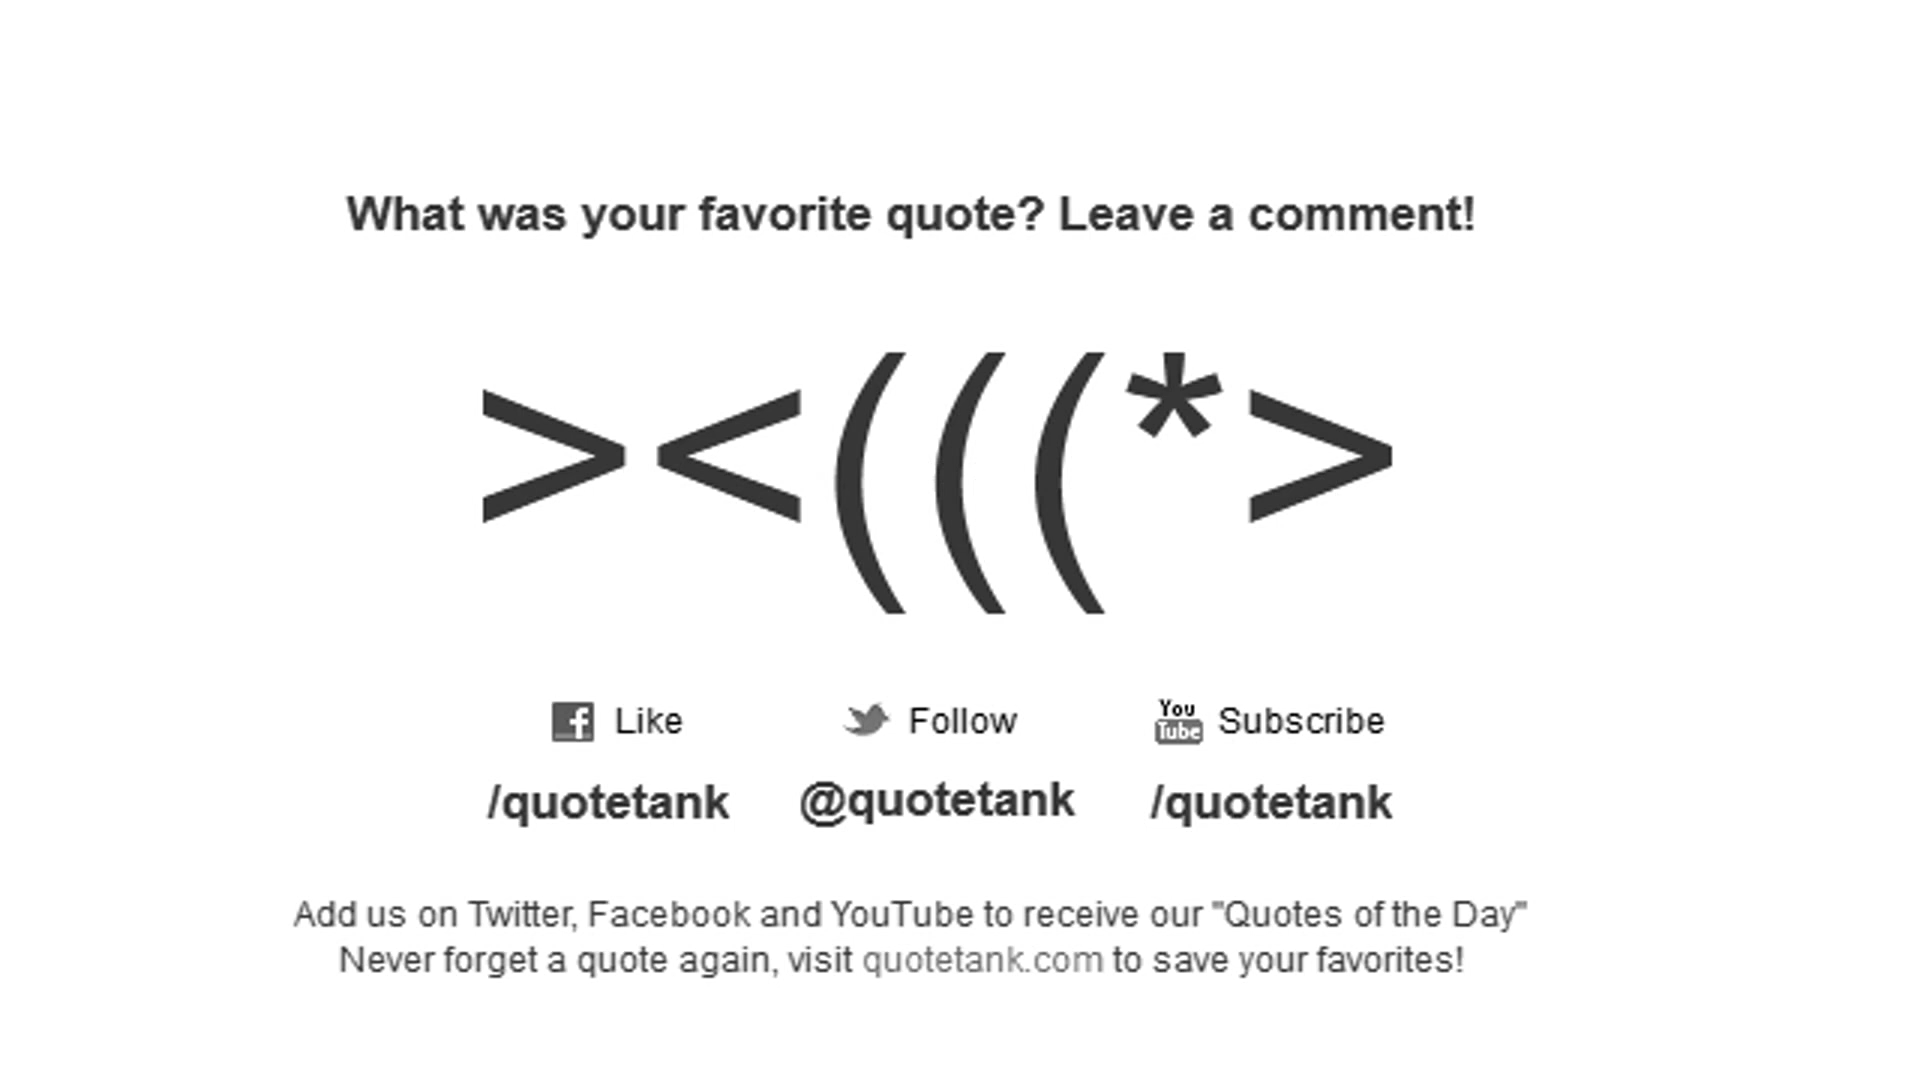 What was your favorite quote? Leave a comment!
><(((*>
f Like Follow You Tube Subscribe
/quotetank @quotetank /quotetank
Add us on Twitter, Facebook and YouTube to receive our "Quotes of the Day"
Never forget a quote again, visit quotetank.com to save your favorites!